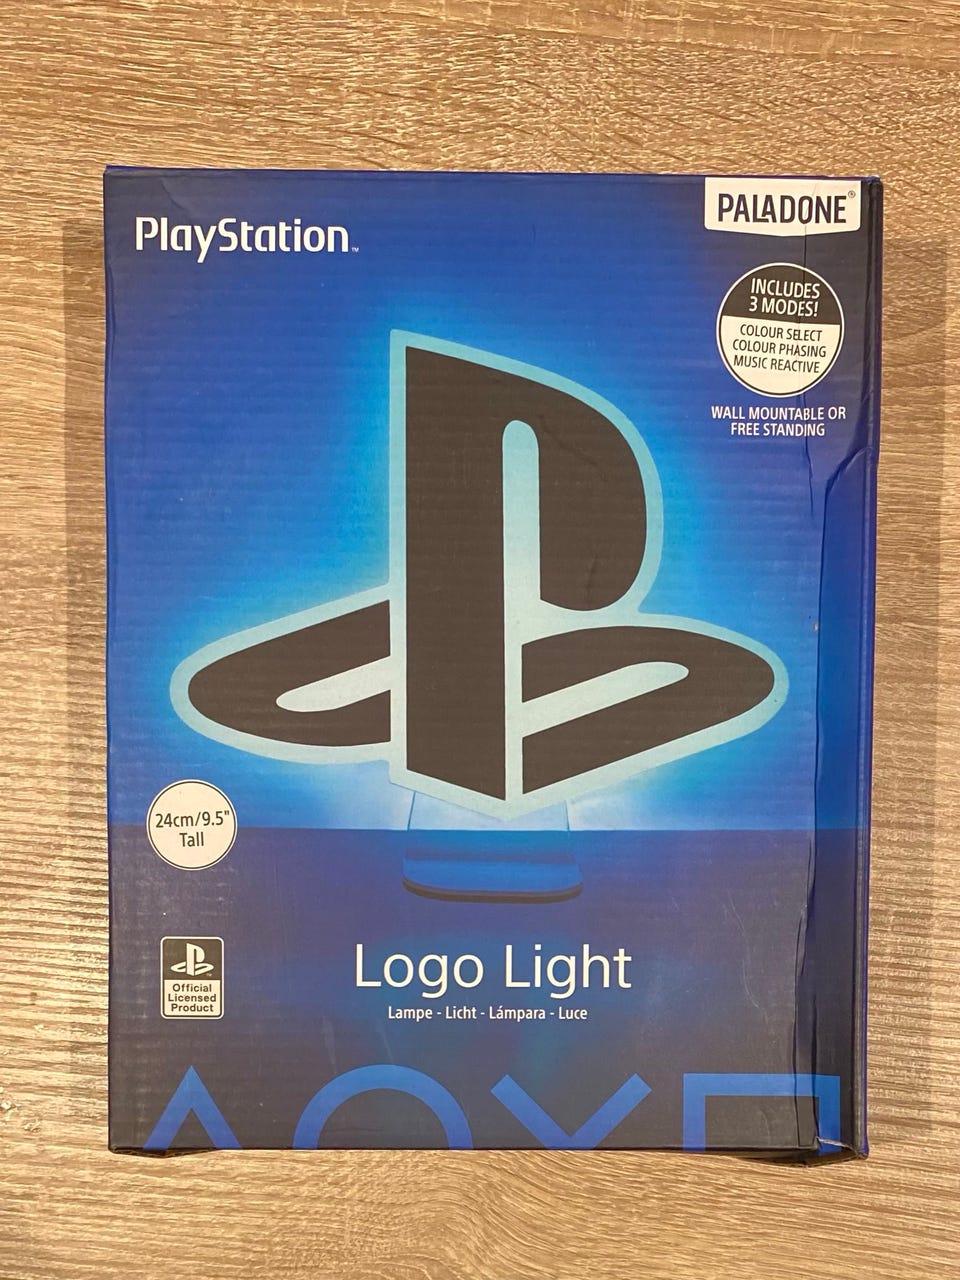 PlayStation™
PALADONE®
INCLUDES
3 MODES!
COLOUR SELECT
COLOUR PHASING
MUSIC REACTIVE
WALL MOUNTABLE OR
FREE STANDING
24cm/9.5"
Tall
Official
Licensed
Product
Logo Light
Lampe - Licht - Lámpara - Luce